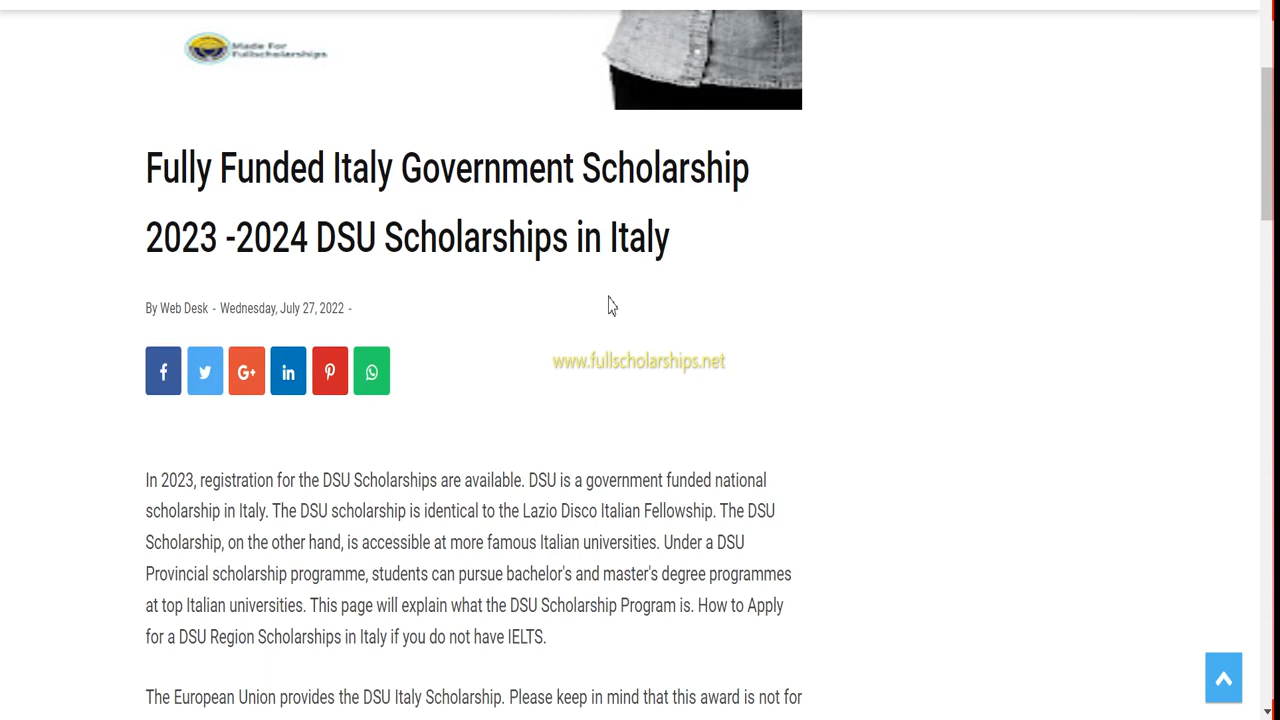 Made For
Fullscholarships
Fully Funded Italy Government Scholarship
2023 -2024 DSU Scholarships in Italy
By Web Desk - Wednesday, July 27, 2022 -
www.fullscholarships.net
f G+ in
In 2023, registration for the DSU Scholarships are available. DSU is a government funded national
scholarship in Italy. The DSU scholarship is identical to the Lazio Disco Italian Fellowship. The DSU
Scholarship, on the other hand, is accessible at more famous Italian universities. Under a DSU
Provincial scholarship programme, students can pursue bachelor's and master's degree programmes
at top Italian universities. This page will explain what the DSU Scholarship Program is. How to Apply
for a DSU Region Scholarships in Italy if you do not have IELTS.
The European Union provides the DSU Italy Scholarship. Please keep in mind that this award is not for